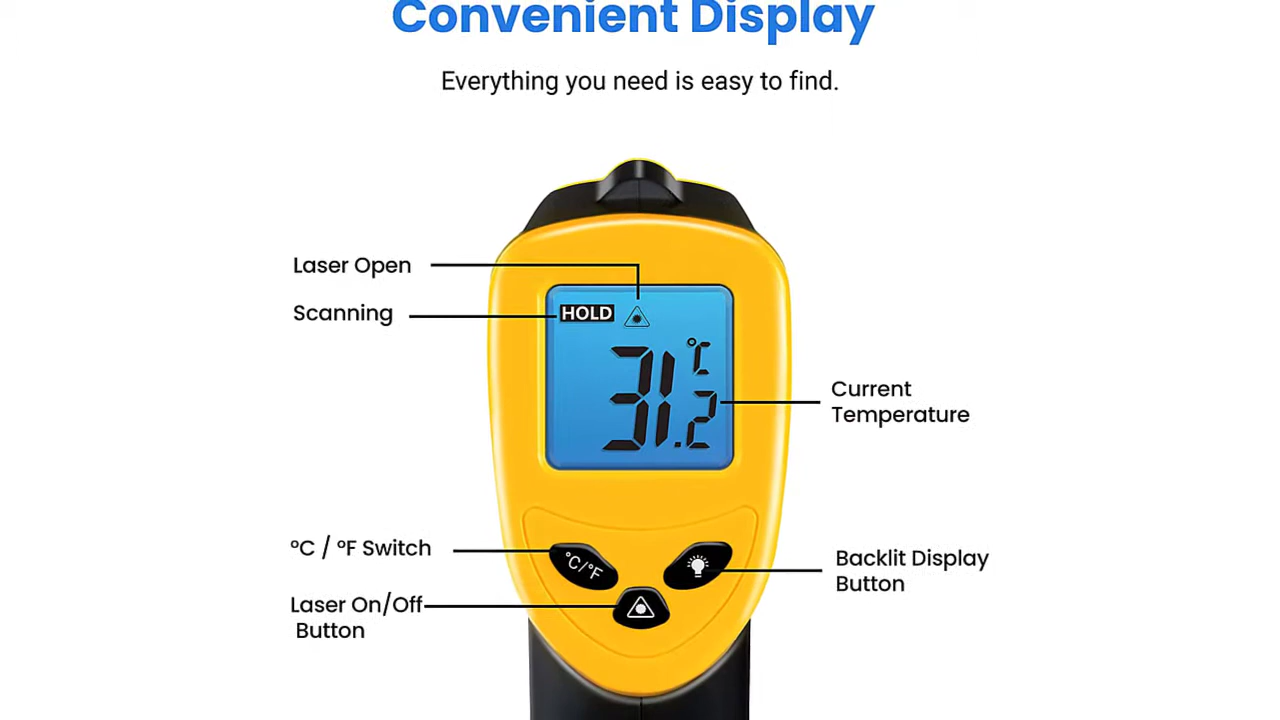 Convenient Display
Everything you need is easy to find.
Laser Open
Scanning
HOLD
°C
31.2
Current
Temperature
°C / °F Switch
°C/°F
Backlit Display
Button
Laser On/Off
Button